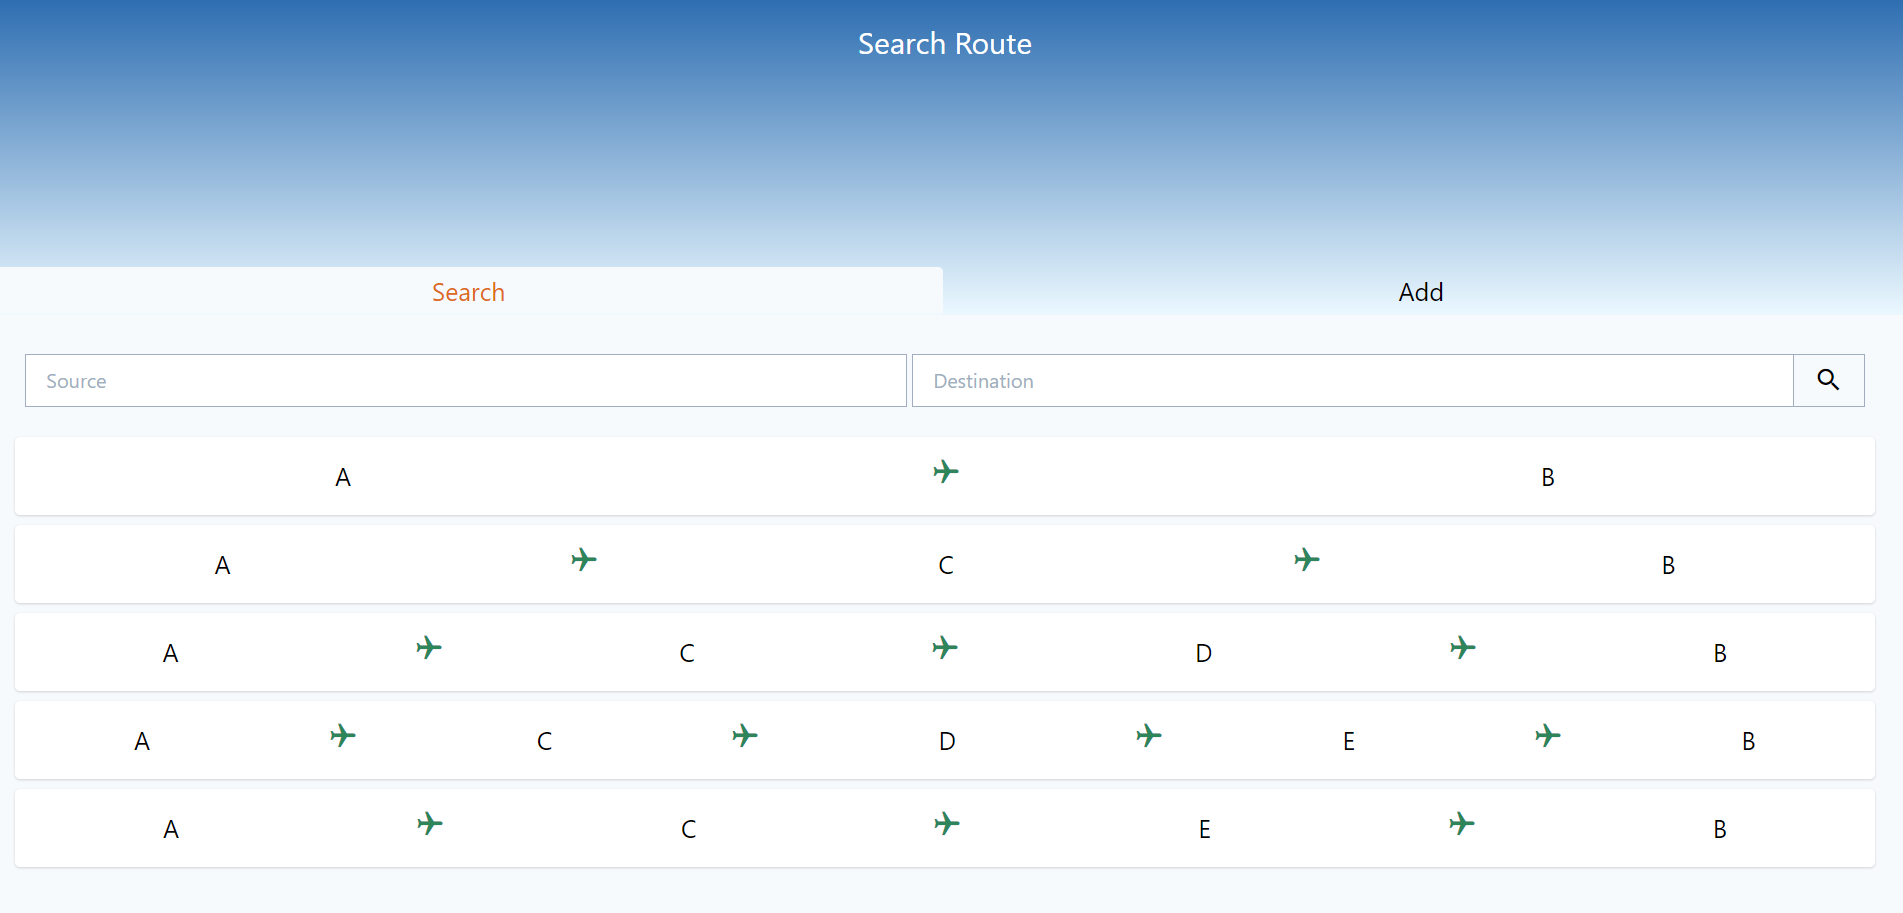 Search Route
Search Add
Source Destination
A B
A C B
A C D B
A C D E B
A C E B